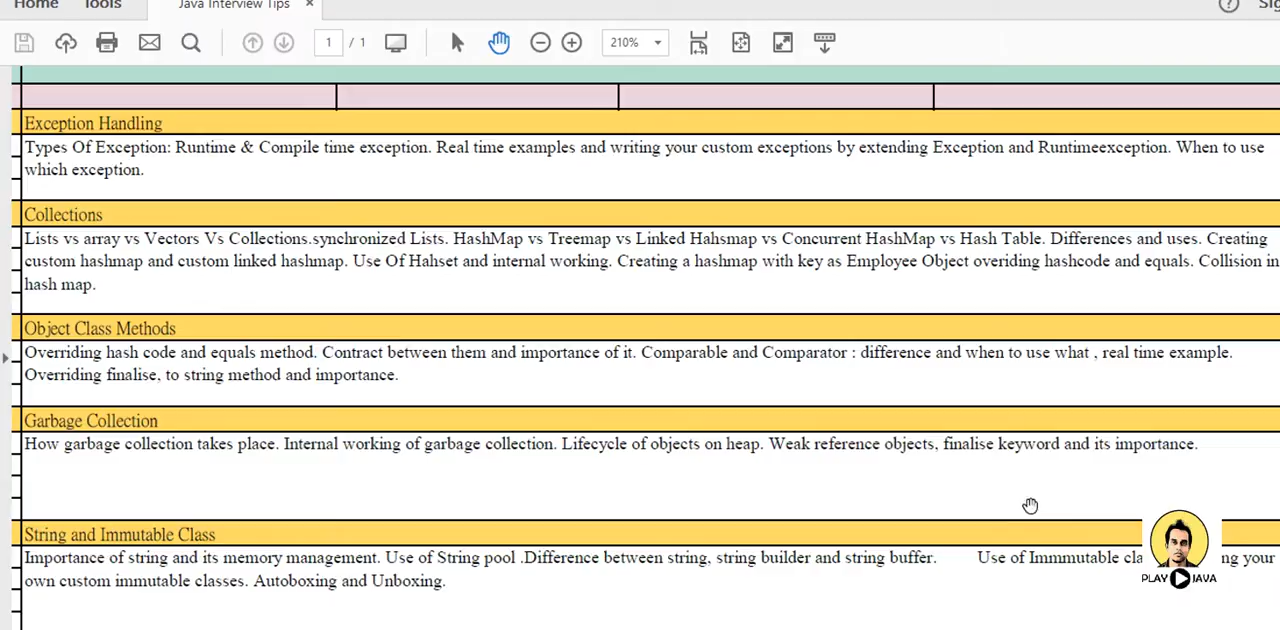 Home Tools Java Interview Tips ×
1 / 1 210%
Exception Handling
Types Of Exception: Runtime & Compile time exception. Real time examples and writing your custom exceptions by extending Exception and Runtimeexception. When to use
which exception.
Collections
Lists vs array vs Vectors Vs Collections.synchronized Lists. HashMap vs Treemap vs Linked Hahsmap vs Concurrent HashMap vs Hash Table. Differences and uses. Creating
custom hashmap and custom linked hashmap. Use Of Hahset and internal working. Creating a hashmap with key as Employee Object overiding hashcode and equals. Collision in
hash map.
Object Class Methods
Overriding hash code and equals method. Contract between them and importance of it. Comparable and Comparator : difference and when to use what , real time example.
Overriding finalise, to string method and importance.
Garbage Collection
How garbage collection takes place. Internal working of garbage collection. Lifecycle of objects on heap. Weak reference objects, finalise keyword and its importance.
String and Immutable Class
Importance of string and its memory management. Use of String pool .Difference between string, string builder and string buffer. Use of Immmutable your
own custom immutable classes. Autoboxing and Unboxing.
PLAY JAVA